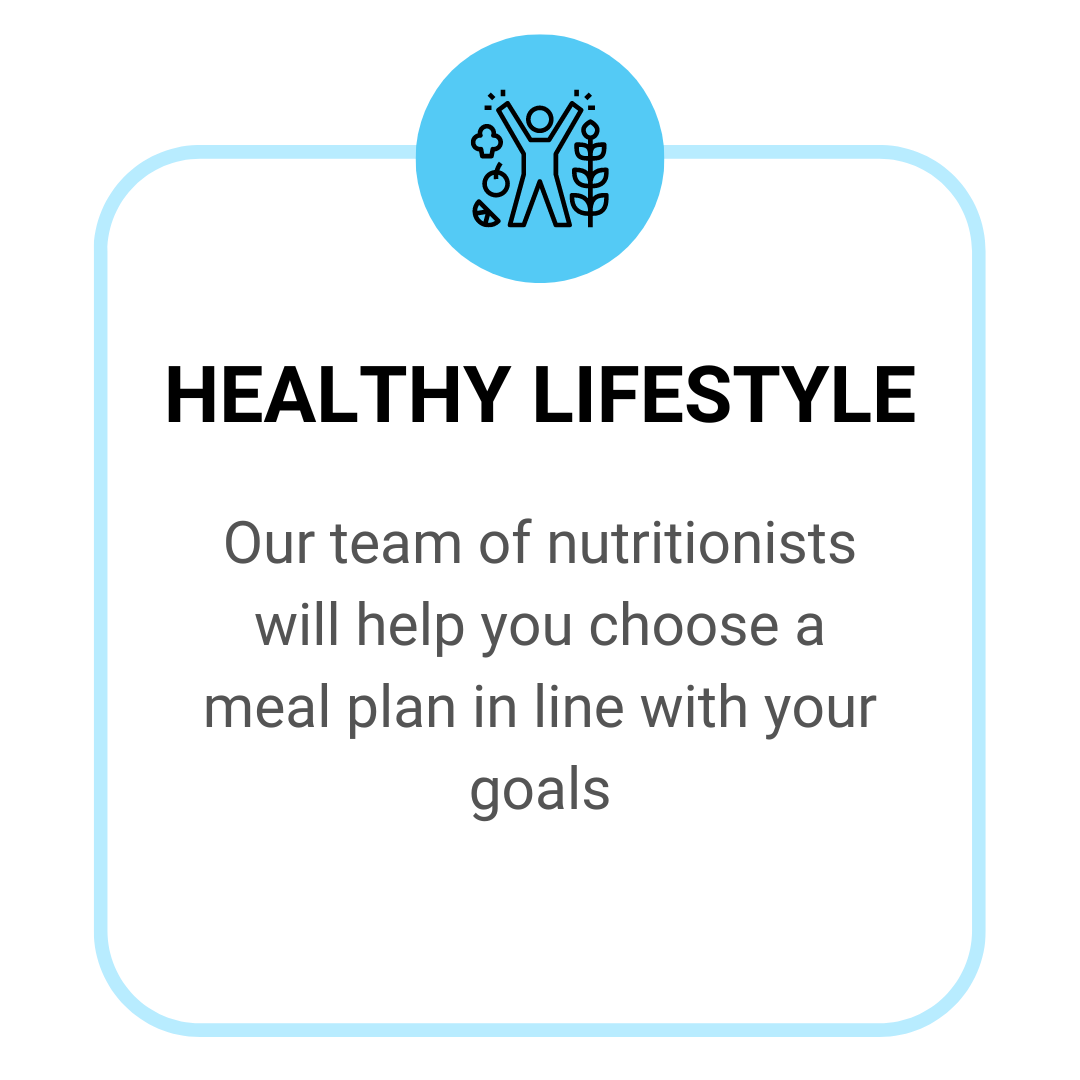 HEALTHY LIFESTYLE
Our team of nutritionists
will help you choose a
meal plan in line with your
goals